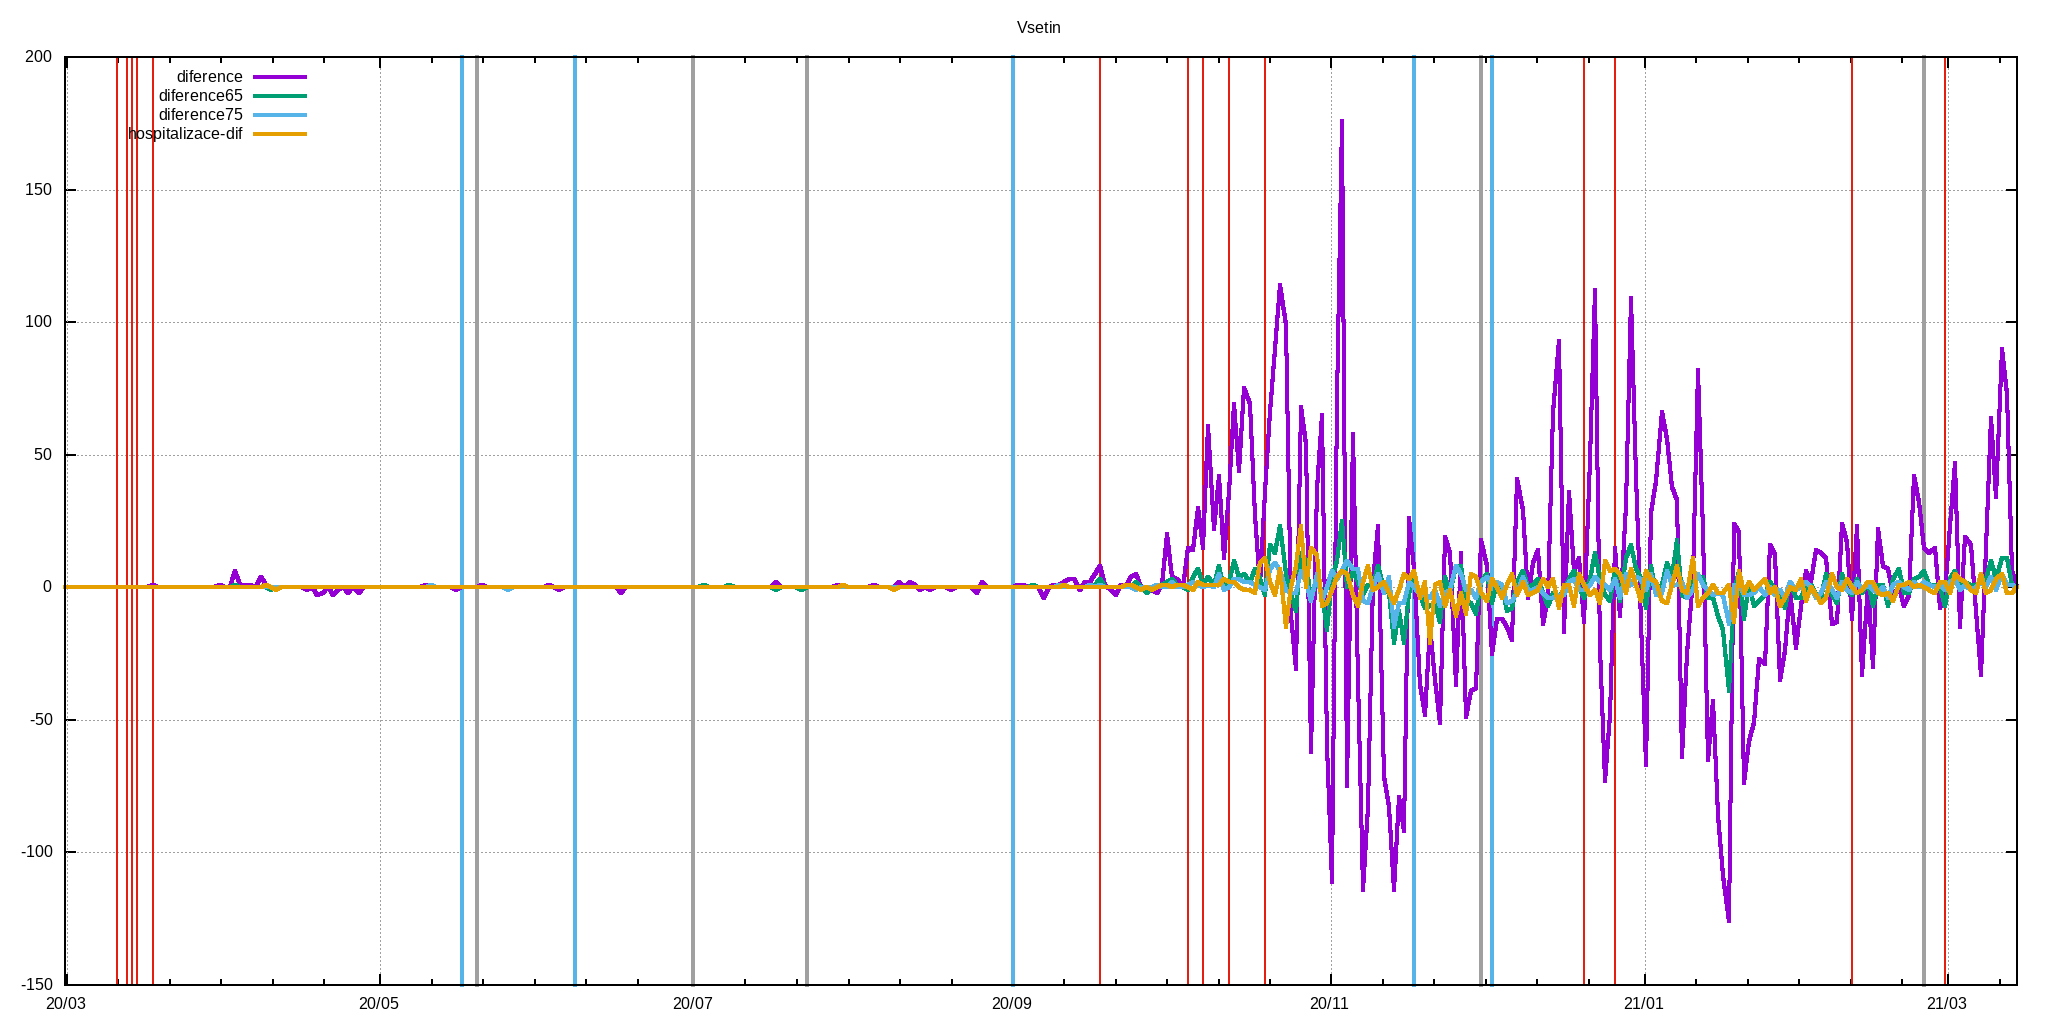 Vsetin
200
diference
diference65
diference75
hospitalizace-dif
150
100
50
0
-50
-100
-150
20/03 20/05 20/07 20/09 20/11 21/01 21/03